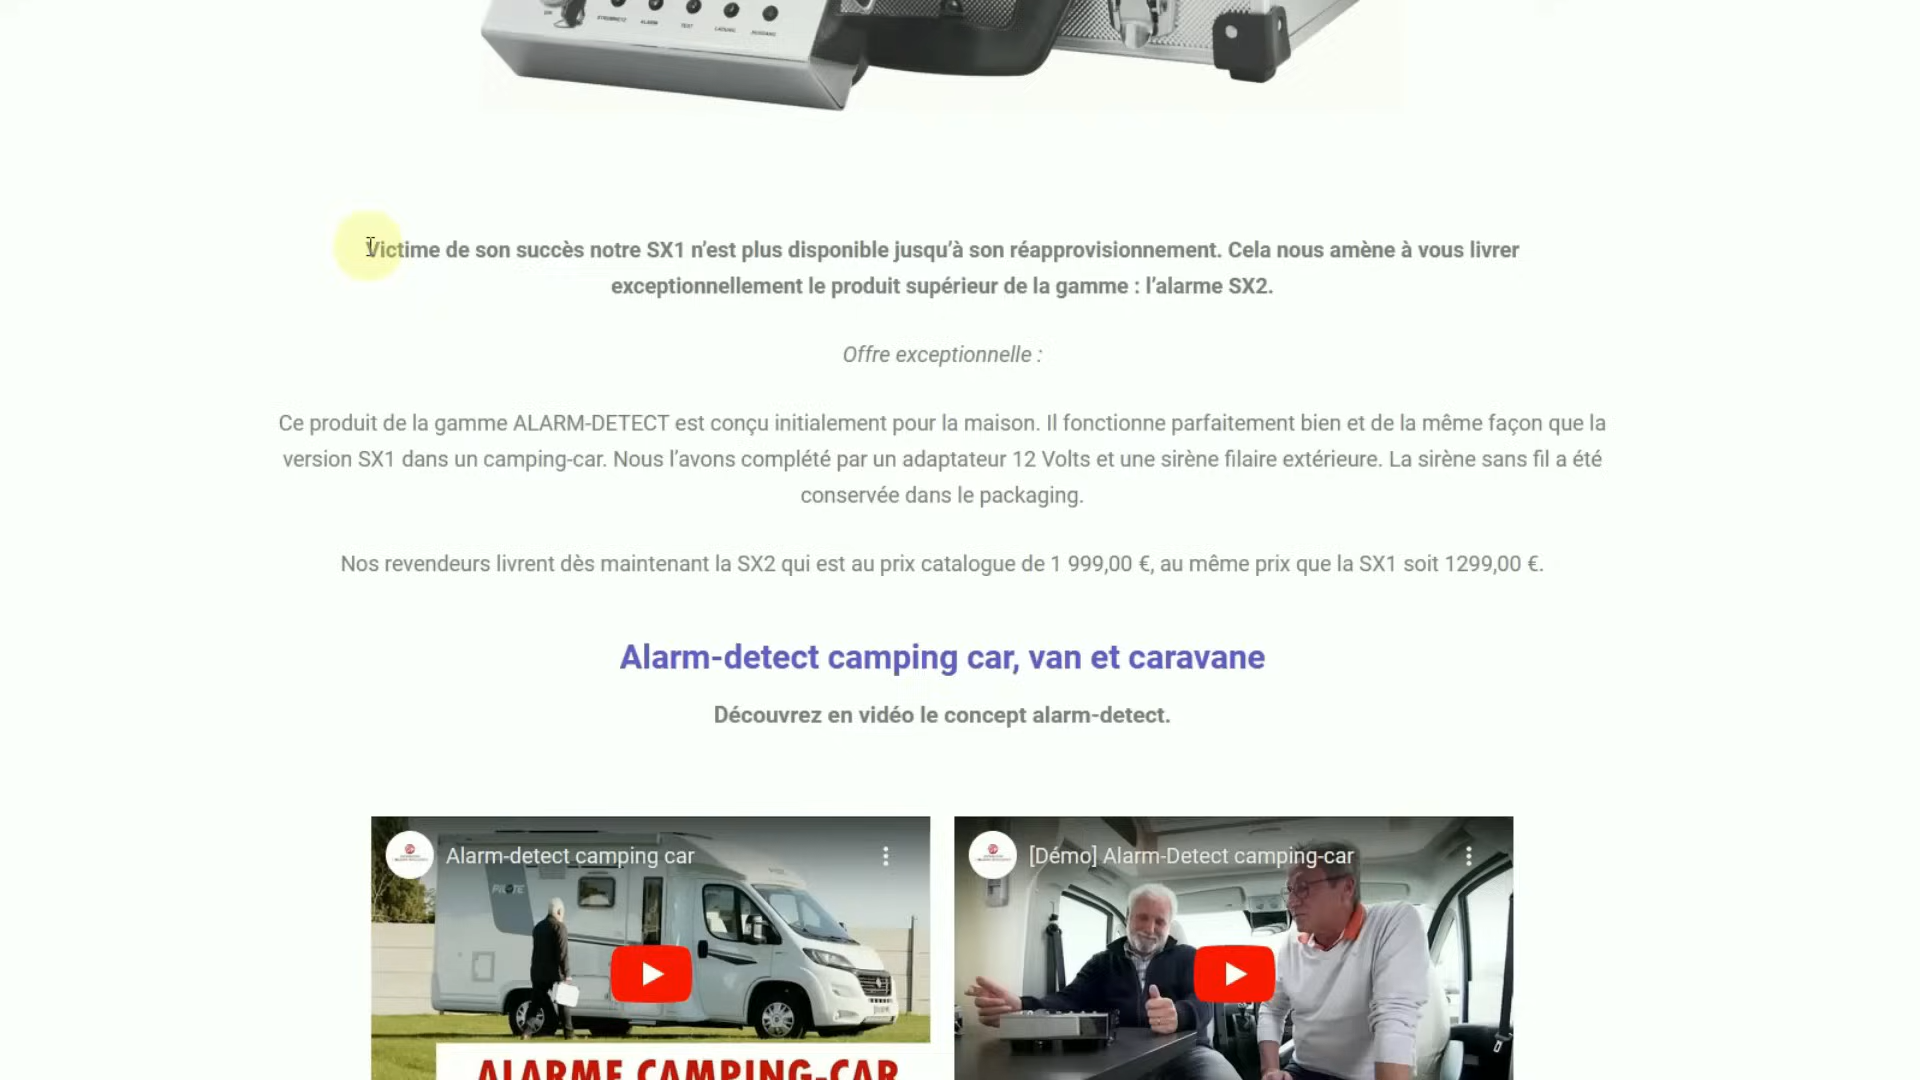 ALARM
TEST
Victime de son succès notre SX1 n’est plus disponible jusqu’à son réapprovisionnement. Cela nous amène à vous livrer
exceptionnellement le produit supérieur de la gamme : l’alarme SX2.
Offre exceptionnelle :
Ce produit de la gamme ALARM-DETECT est conçu initialement pour la maison. Il fonctionne parfaitement bien et de la même façon que la
version SX1 dans un camping-car. Nous l’avons complété par un adaptateur 12 Volts et une sirène filaire extérieure. La sirène sans fil a été
conservée dans le packaging.
Nos revendeurs livrent dès maintenant la SX2 qui est au prix catalogue de 1 999,00 €, au même prix que la SX1 soit 1299,00 €.
Alarm-detect camping car, van et caravane
Découvrez en vidéo le concept alarm-detect.
Alarm-detect camping car
[Démo] Alarm-Detect camping-car
PILOTE
ALARME CAMPING-CAR